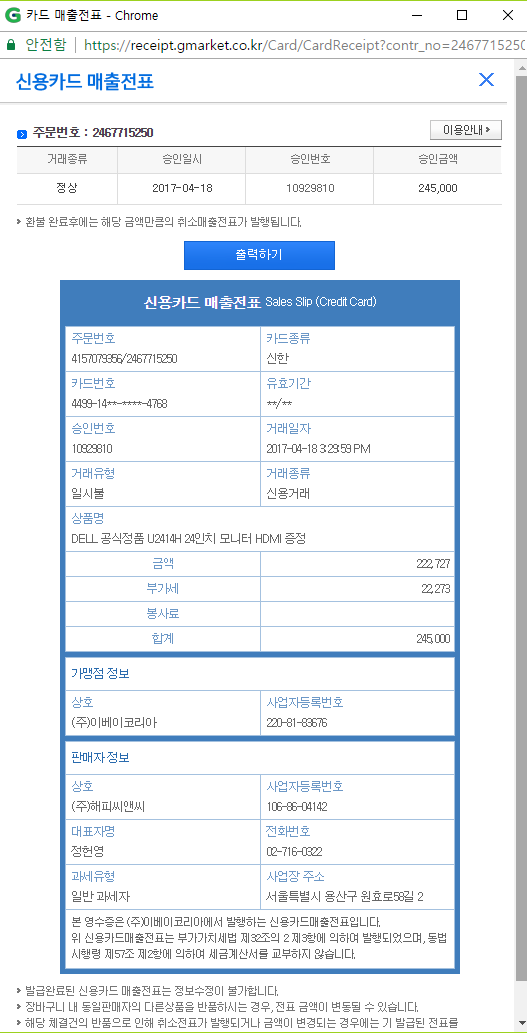 카드 매출전표 - Chrome
안전함 https://receipt.gmarket.co.kr/Card/CardReceipt?contr_no=2467715250
신용카드 매출전표
주문번호 : 2467715250
이용안내
거래종류 승인일시 승인번호 승인금액
정상 2017-04-18 10929810 245,000
환불 완료후에는 해당 금액만큼의 취소매출전표가 발행됩니다.
출력하기
신용카드 매출전표 Sales Slip (Credit Card)
주문번호 카드종류
4157079356/2467715250 신한
카드번호 유효기간
4499-14**-****-4768 **/**
승인번호 거래일자
10929810 2017-04-18 3:29:59 PM
거래유형 거래종류
일시불 신용거래
상품명
DELL 공식정품 U2414H 24인치 모니터 HDMI 증정
금액 222,727
부가세 22,273
봉사료
합계 245,000
가맹점 정보
상호 사업자등록번호
(주)이베이코리아 220-81-83676
판매자 정보
상호 사업자등록번호
(주)해피씨앤씨 106-86-04142
대표자명 전화번호
정헌영 02-716-0322
과세유형 사업장 주소
일반 과세자 서울특별시 용산구 원효로58길 2
본 영수증은 (주)이베이코리아에서 발행하는 신용카드매출전표입니다.
위 신용카드매출전표는 부가가치세법 제32조의 2 제3항에 의하여 발행되었으며, 동법
시행령 제57조 제2항에 의하여 세금계산서를 교부하지 않습니다.
발급완료된 신용카드 매출전표는 정보수정이 불가합니다.
장바구니 내 동일판매자의 다른상품을 반품하시는 경우, 전표 금액이 변동될 수 있습니다.
해당 체결건의 반품으로 인해 취소전표가 발행되거나 금액이 변경되는 경우에는 기 발급된 전표를